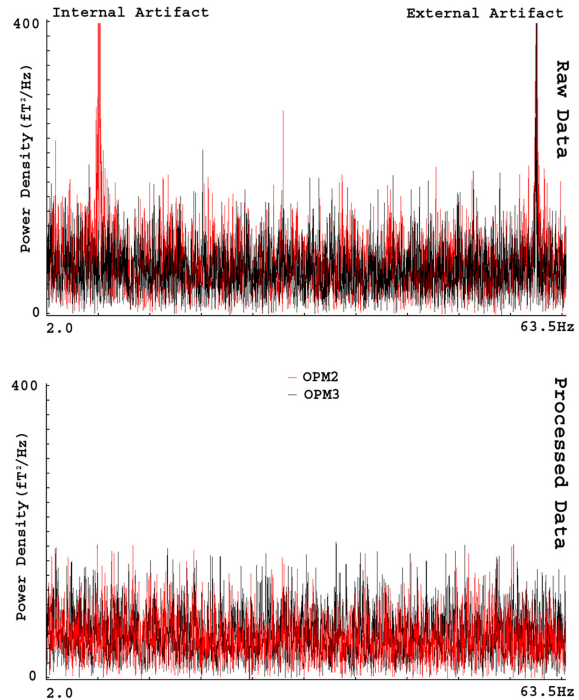 Internal Artifact
External Artifact
400
Power Density (fT²/Hz)
Raw Data
0
2.0
63.5Hz
OPM2
OPM3
400
Power Density (fT²/Hz)
Processed Data
0
2.0
63.5Hz